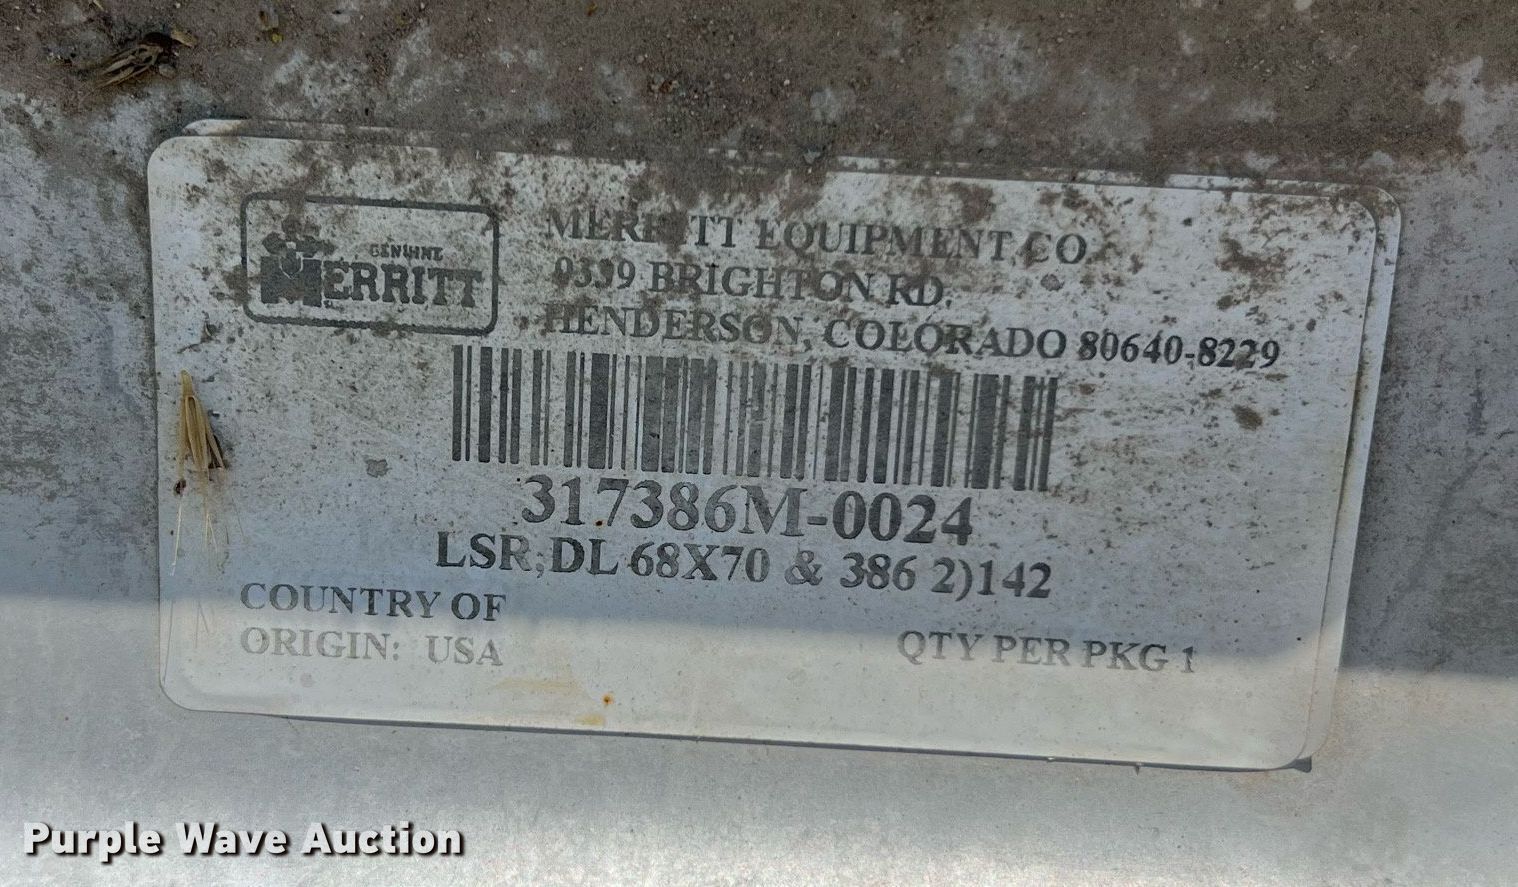 GENUINE
MERRITT
MERRITT EQUIPMENT CO
9339 BRIGHTON RD.
HENDERSON, COLORADO 80640-8229
317386M-0024
LSR;DL 68X70 & 386 2)142
COUNTRY OF
ORIGIN: USA
QTY PER PKG 1
Purple Wave Auction